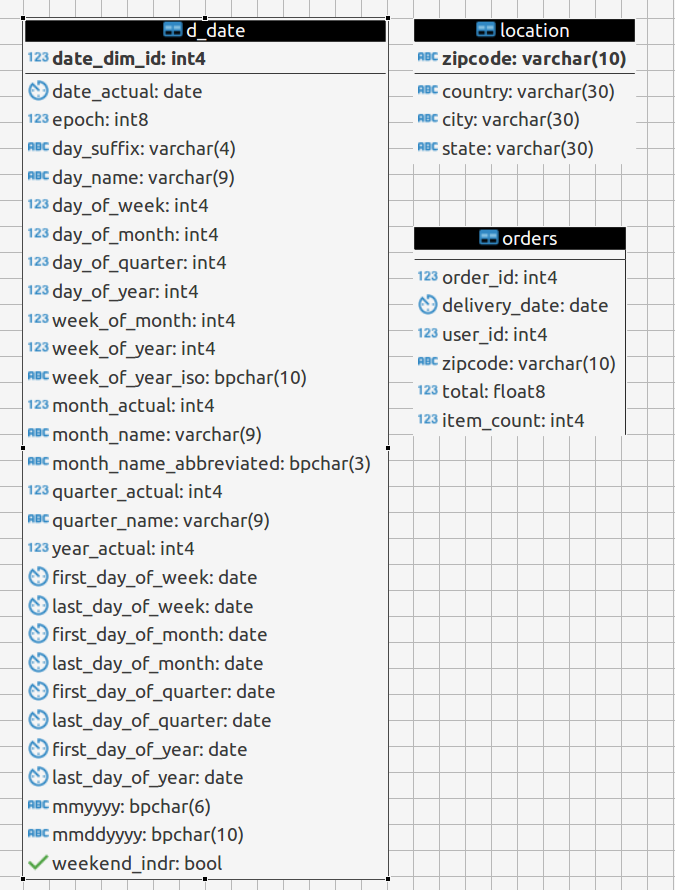 d_date
123 date_dim_id: int4
date_actual: date
123 epoch: int8
ABC day_suffix: varchar(4)
ABC day_name: varchar(9)
123 day_of_week: int4
123 day_of_month: int4
123 day_of_quarter: int4
123 day_of_year: int4
123 week_of_month: int4
123 week_of_year: int4
ABC week_of_year_iso: bpchar(10)
123 month_actual: int4
ABC month_name: varchar(9)
ABC month_name_abbreviated: bpchar(3)
123 quarter_actual: int4
ABC quarter_name: varchar(9)
123 year_actual: int4
first_day_of_week: date
last_day_of_week: date
first_day_of_month: date
last_day_of_month: date
first_day_of_quarter: date
last_day_of_quarter: date
first_day_of_year: date
last_day_of_year: date
ABC mmyyyy: bpchar(6)
ABC mmddyyyy: bpchar(10)
weekend_indr: bool
location
ABC zipcode: varchar(10)
ABC country: varchar(30)
ABC city: varchar(30)
ABC state: varchar(30)
orders
123 order_id: int4
delivery_date: date
123 user_id: int4
ABC zipcode: varchar(10)
123 total: float8
123 item_count: int4